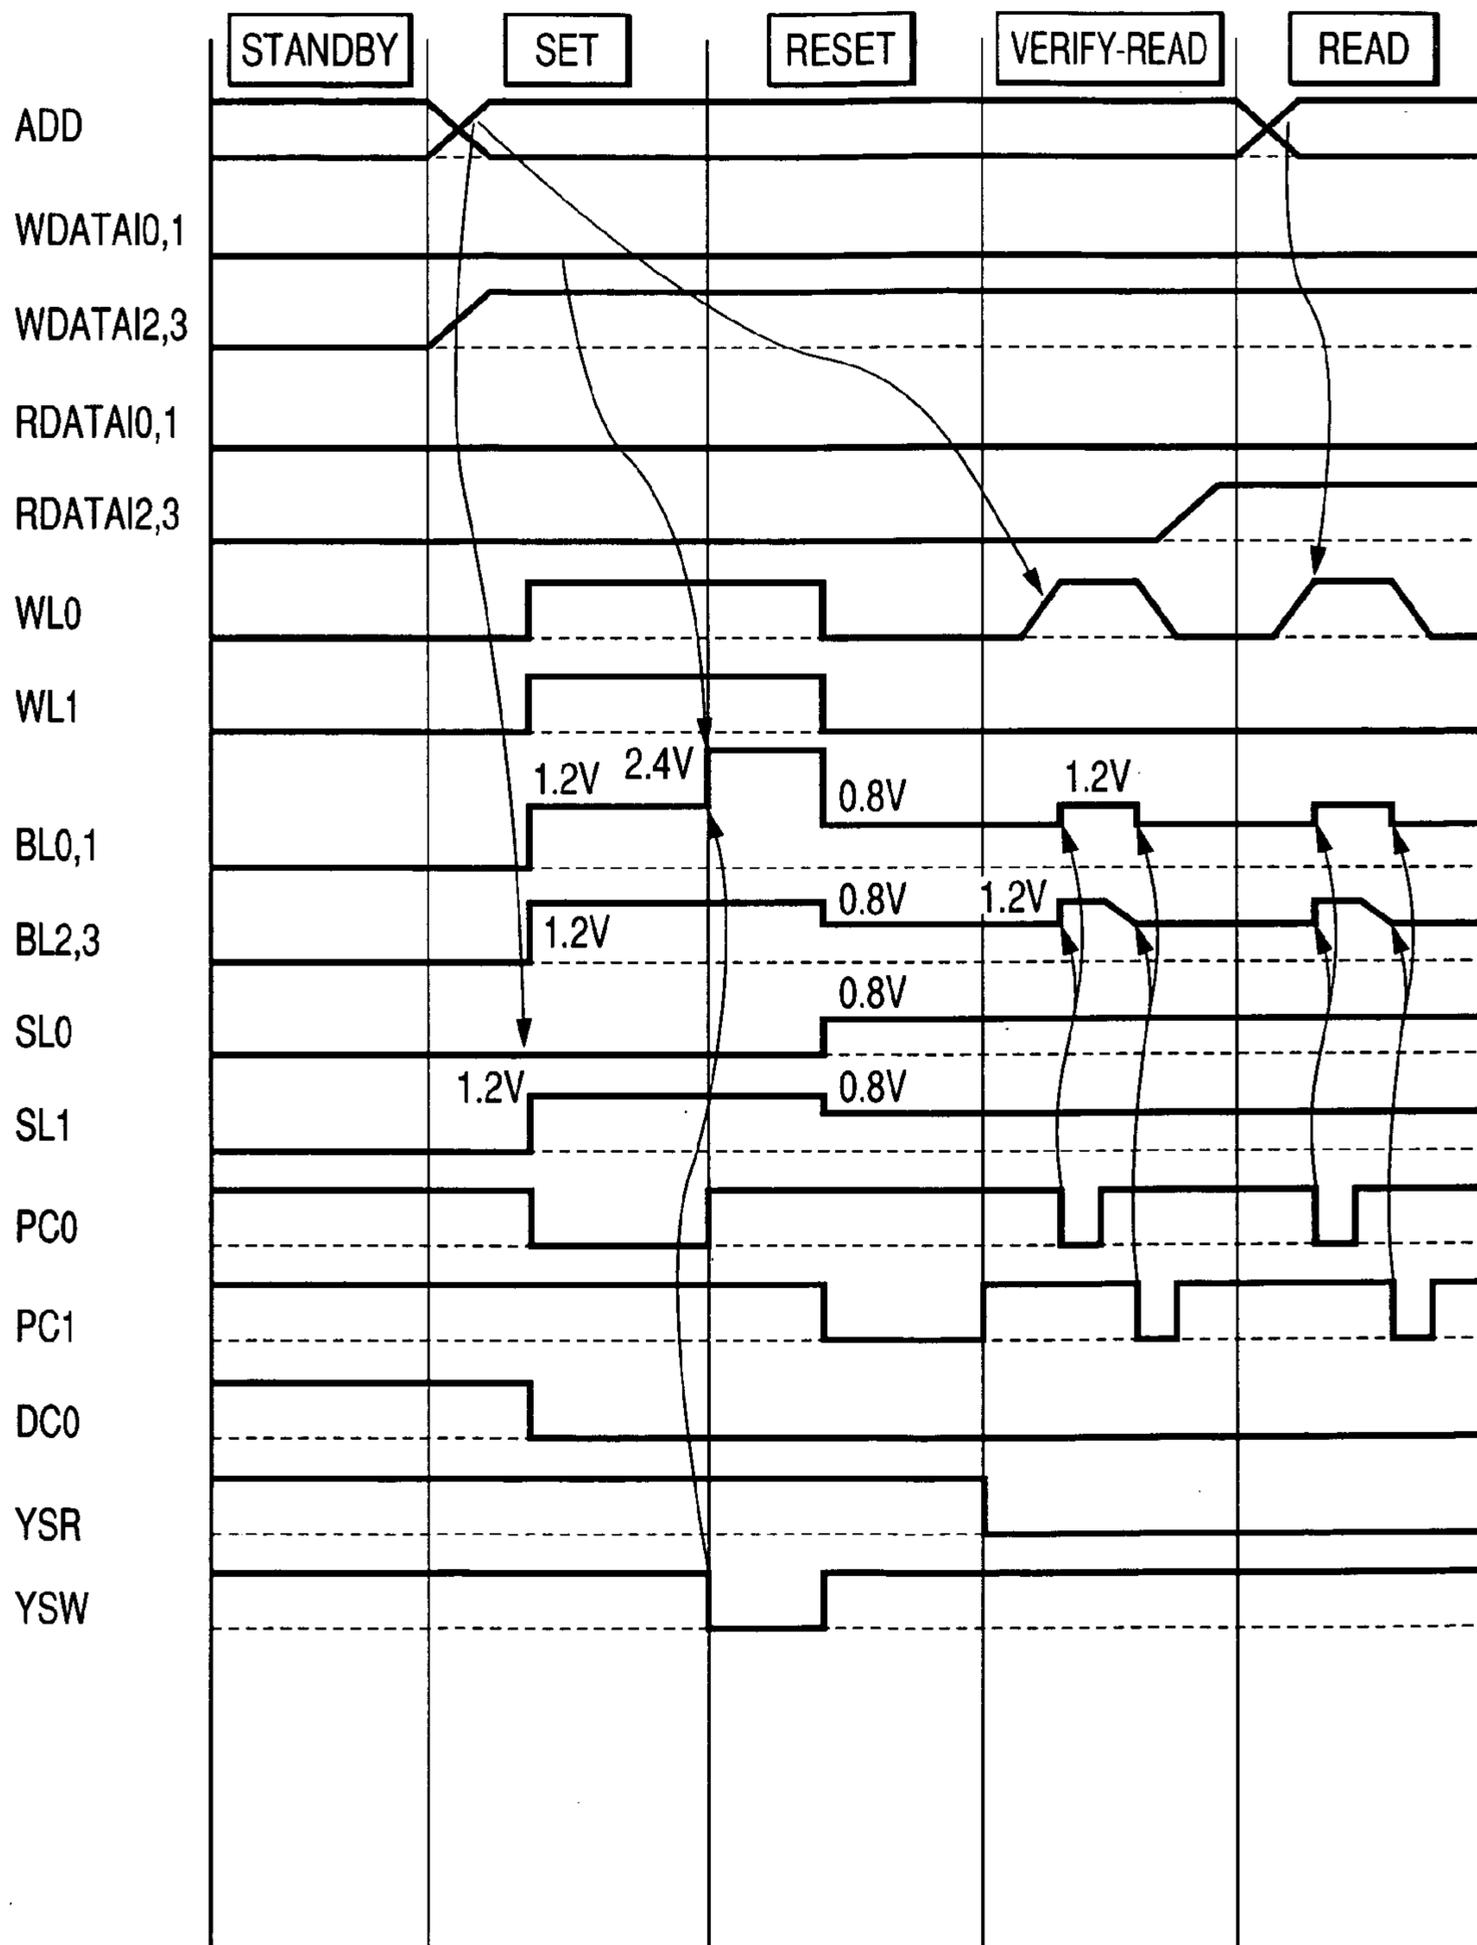 STANDBY SET RESET VERIFY-READ READ
ADD
WDATAI0,1
WDATAI2,3
RDATAI0,1
RDATAI2,3
WL0
WL1
1.2V 2.4V 0.8V 1.2V
BL0,1
0.8V 1.2V
BL2,3 1.2V
0.8V
SL0
1.2V 0.8V
SL1
PC0
PC1
DC0
YSR
YSW